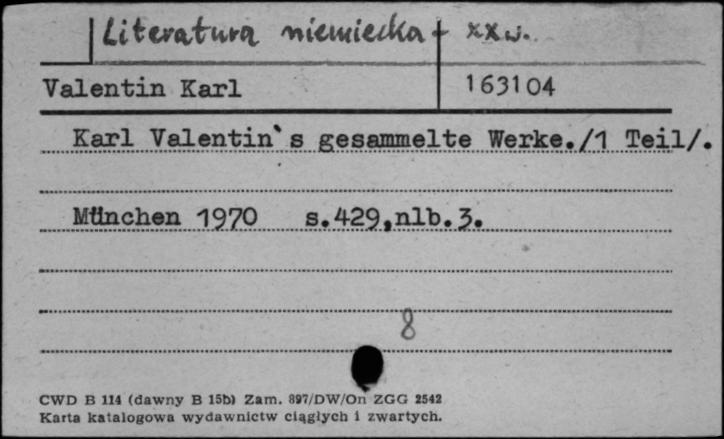 Literatura niemiecka + XX w.
Valentin Karl 163104
Karl Valentin`s gesammelte Werke./1 Teil/.
München 1970 s.429,nlb.3.
8
CWD B 114 (dawny B 15b) Zam. 897/DW/On ZGG 2542
Karta katalogowa wydawnictw ciągłych i zwartych.